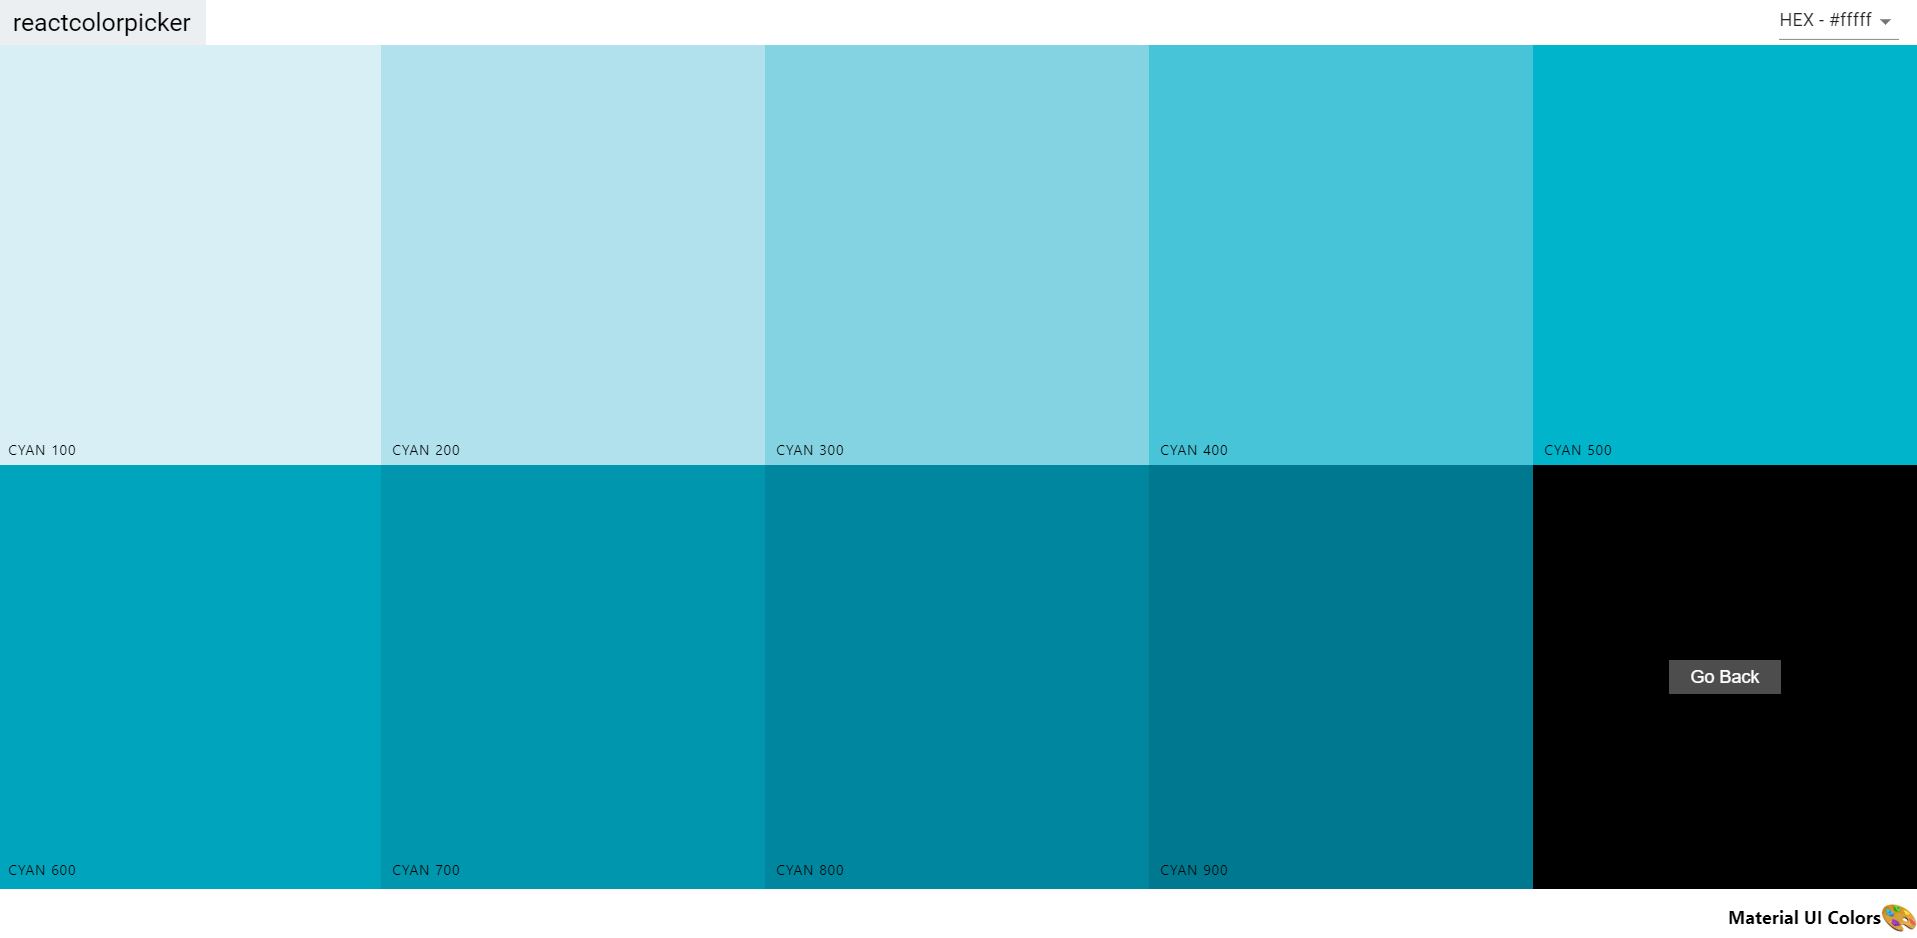 reactcolorpicker
HEX - #fffff
CYAN 100
CYAN 200
CYAN 300
CYAN 400
CYAN 500
CYAN 600
CYAN 700
CYAN 800
CYAN 900
Go Back
Material UI Colors